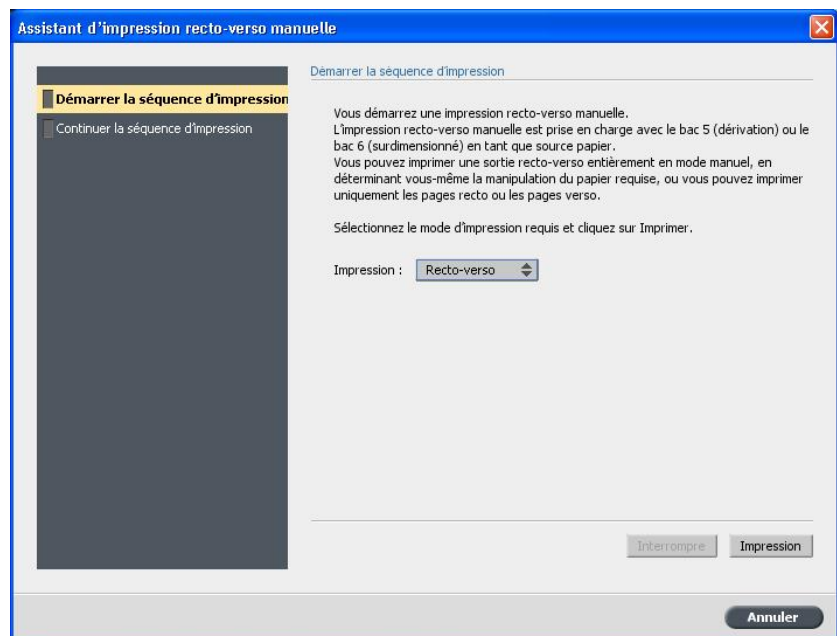 Assistant d'impression recto-verso manuelle
Démarrer la séquence d'impression
Continuer la séquence d'impression
Démarrer la séquence d'impression
Vous démarrez une impression recto-verso manuelle.
L'impression recto-verso manuelle est prise en charge avec le bac 5 (dérivation) ou le
bac 6 (surdimensionné) en tant que source papier.
Vous pouvez imprimer une sortie recto-verso entièrement en mode manuel, en
déterminant vous-même la manipulation du papier requise, ou vous pouvez imprimer
uniquement les pages recto ou les pages verso.
Sélectionnez le mode d'impression requis et cliquez sur Imprimer.
Impression : Recto-verso
Interrompre Impression
Annuler